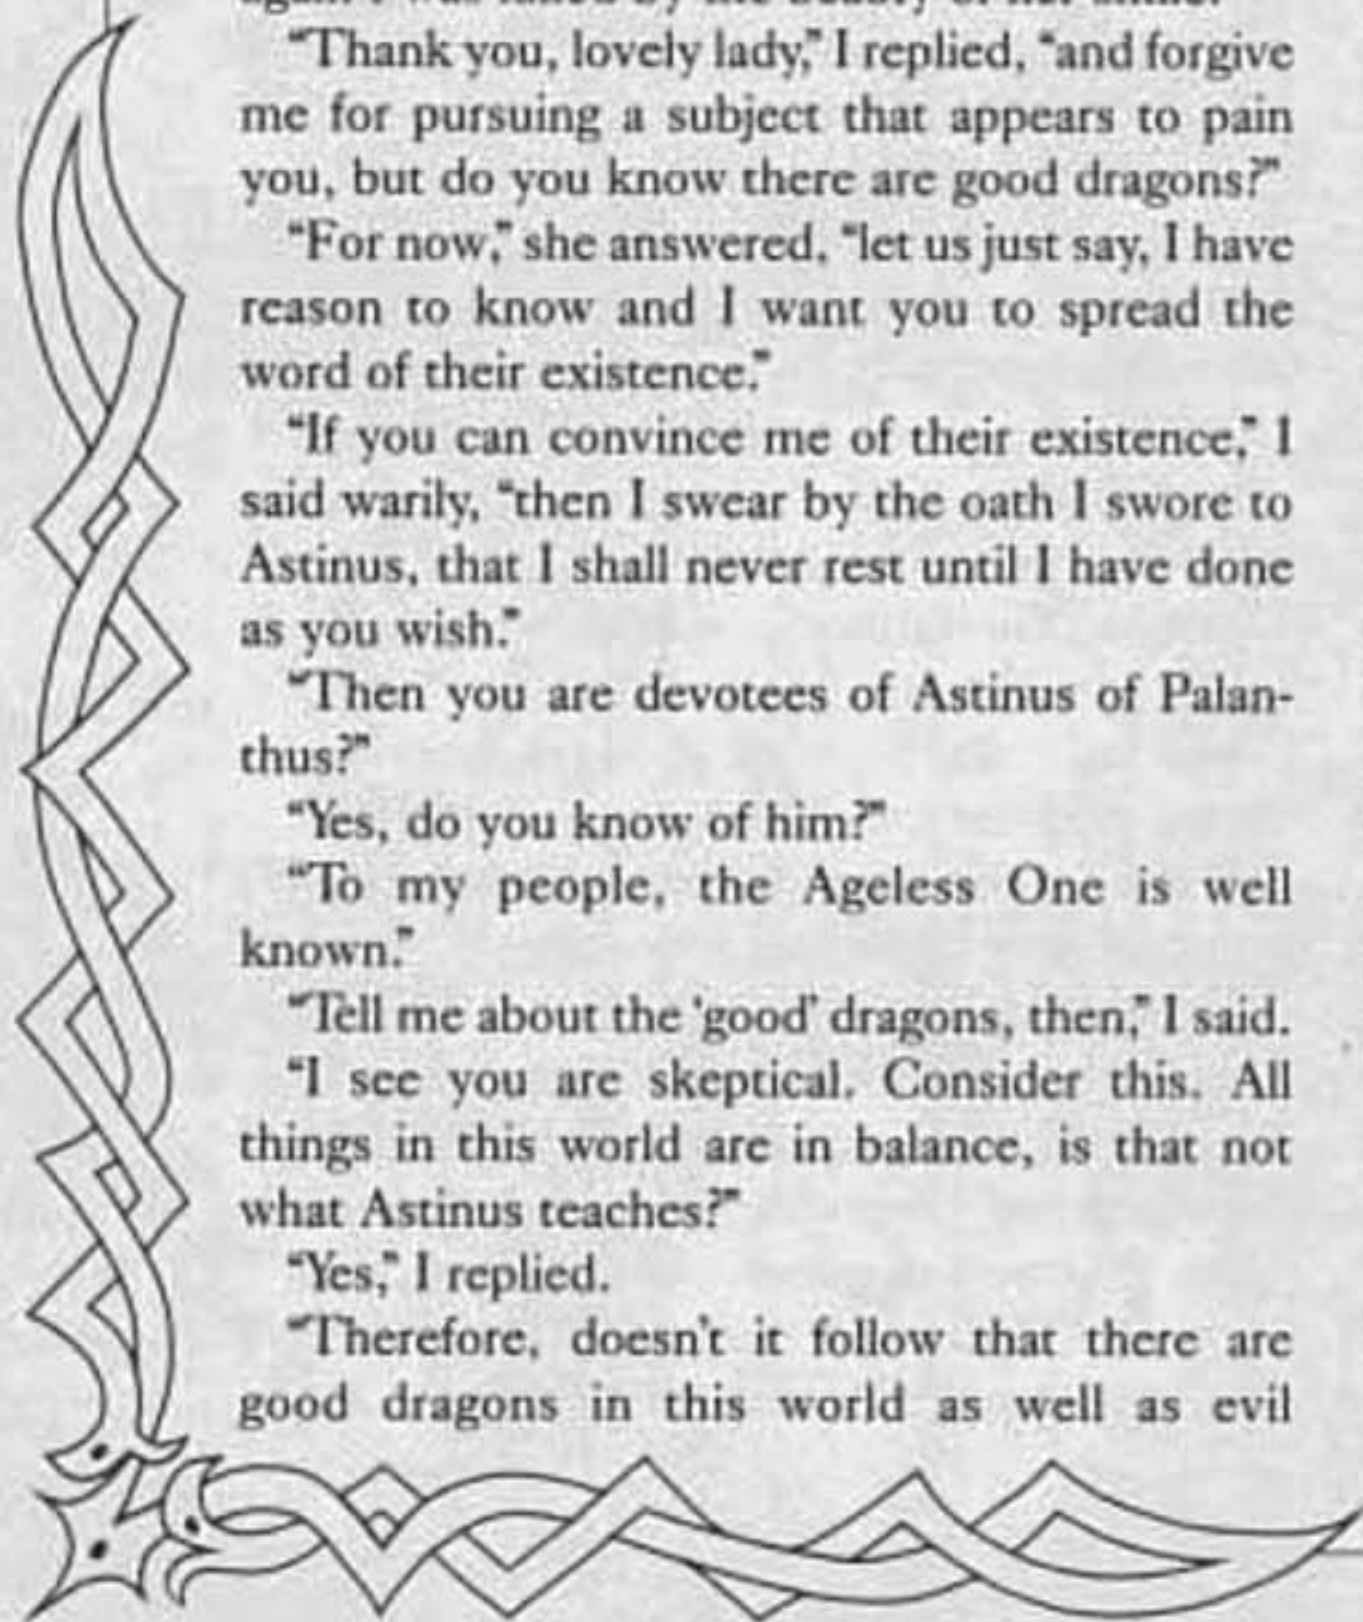 "Thank you, lovely lady," I replied, "and forgive
me for pursuing a subject that appears to pain
you, but do you know there are good dragons?"
"For now," she answered, "let us just say, I have
reason to know and I want you to spread the
word of their existence."
"If you can convince me of their existence," I
said warily, "then I swear by the oath I swore to
Astinus, that I shall never rest until I have done
as you wish."
"Then you are devotees of Astinus of Palan-
thus?"
"Yes, do you know of him?"
"To my people, the Ageless One is well
known."
"Tell me about the 'good' dragons, then," I said.
"I see you are skeptical. Consider this. All
things in this world are in balance, is that not
what Astinus teaches?"
"Yes," I replied.
"Therefore, doesn't it follow that there are
good dragons in this world as well as evil